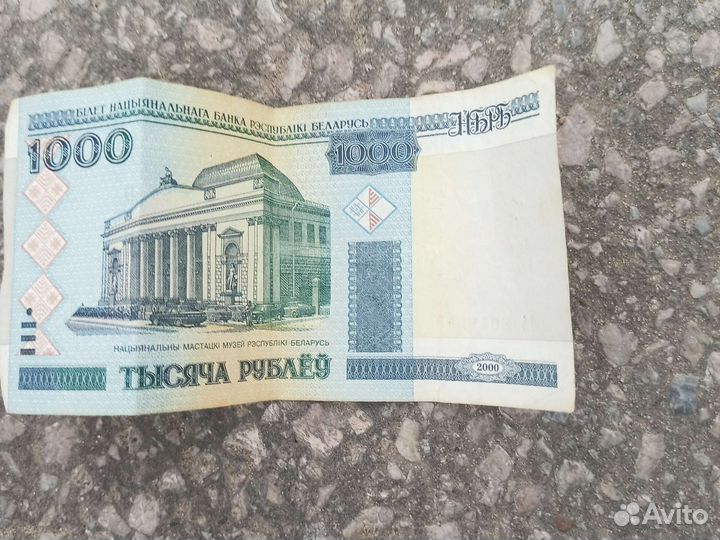 БІЛЕТ НАЦЫЯНАЛЬНАГА БАНКА РЭСПУБЛІКІ БЕЛАРУСЬ
НБРБ
1000
1000
НАЦЫЯНАЛЬНЫ МАСТАЦКІ МУЗЕЙ РЭСПУБЛІКІ БЕЛАРУСЬ
ТЫСЯЧА РУБЛЁЎ
2000
Avito